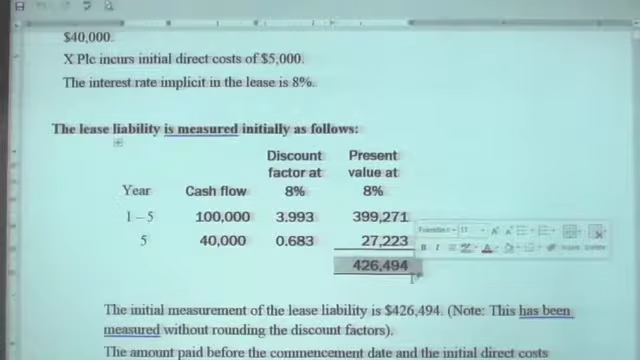 $40,000.
X Plc incurs initial direct costs of $5,000.
The interest rate implicit in the lease is 8%.
The lease liability is measured initially as follows:
Discount Present
factor at value at
Year Cash flow 8% 8%
1 – 5 100,000 3.993 399,271
5 40,000 0.683 27,223
426,494
The initial measurement of the lease liability is $426,494. (Note: This has been
measured without rounding the discount factors).
The amount paid before the commencement date and the initial direct costs